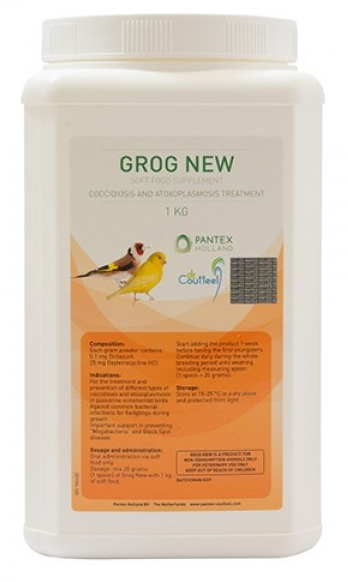 GROG NEW
SOFT FOOD SUPPLEMENT
COCCIDIOSIS AND ATOXOPLASMOSIS TREATMENT
1 KG
PANTEX
HOLLAND
dr
Coutteel
Composition:
Each gram powder contains:
0.1 mg Diclazuril
25 mg Oxytetracycline HCl
Indications:
For the treatment and
prevention of different types of
coccidiosis and Atoxoplasmosis
in passerine ornamental birds.
Against common bacterial
infections for fledglings during
growth.
Important support in preventing
"Megabacteria" and Black Spot
disease.
Dosage and administration:
Oral administration via soft
food only.
Dosage: mix 20 grams
(1 spoon) of Grog New with 1 kg
of soft food.
Start adding the product 1 week
before having the first youngsters.
Continue daily during the whole
breeding period until weaning.
Including measuring spoon
(1 spoon = 20 grams).
Storage:
Store at 15-25 °C in a dry place
and protected from light.
GROG NEW IS A PRODUCT FOR
NON CONSUMPTION ANIMALS ONLY
FOR VETERINARY USE ONLY
KEEP OUT OF REACH OF CHILDREN
BATCH/MAN/EXP
Pantex Holland BV The Netherlands www.pantex-coutteel.com